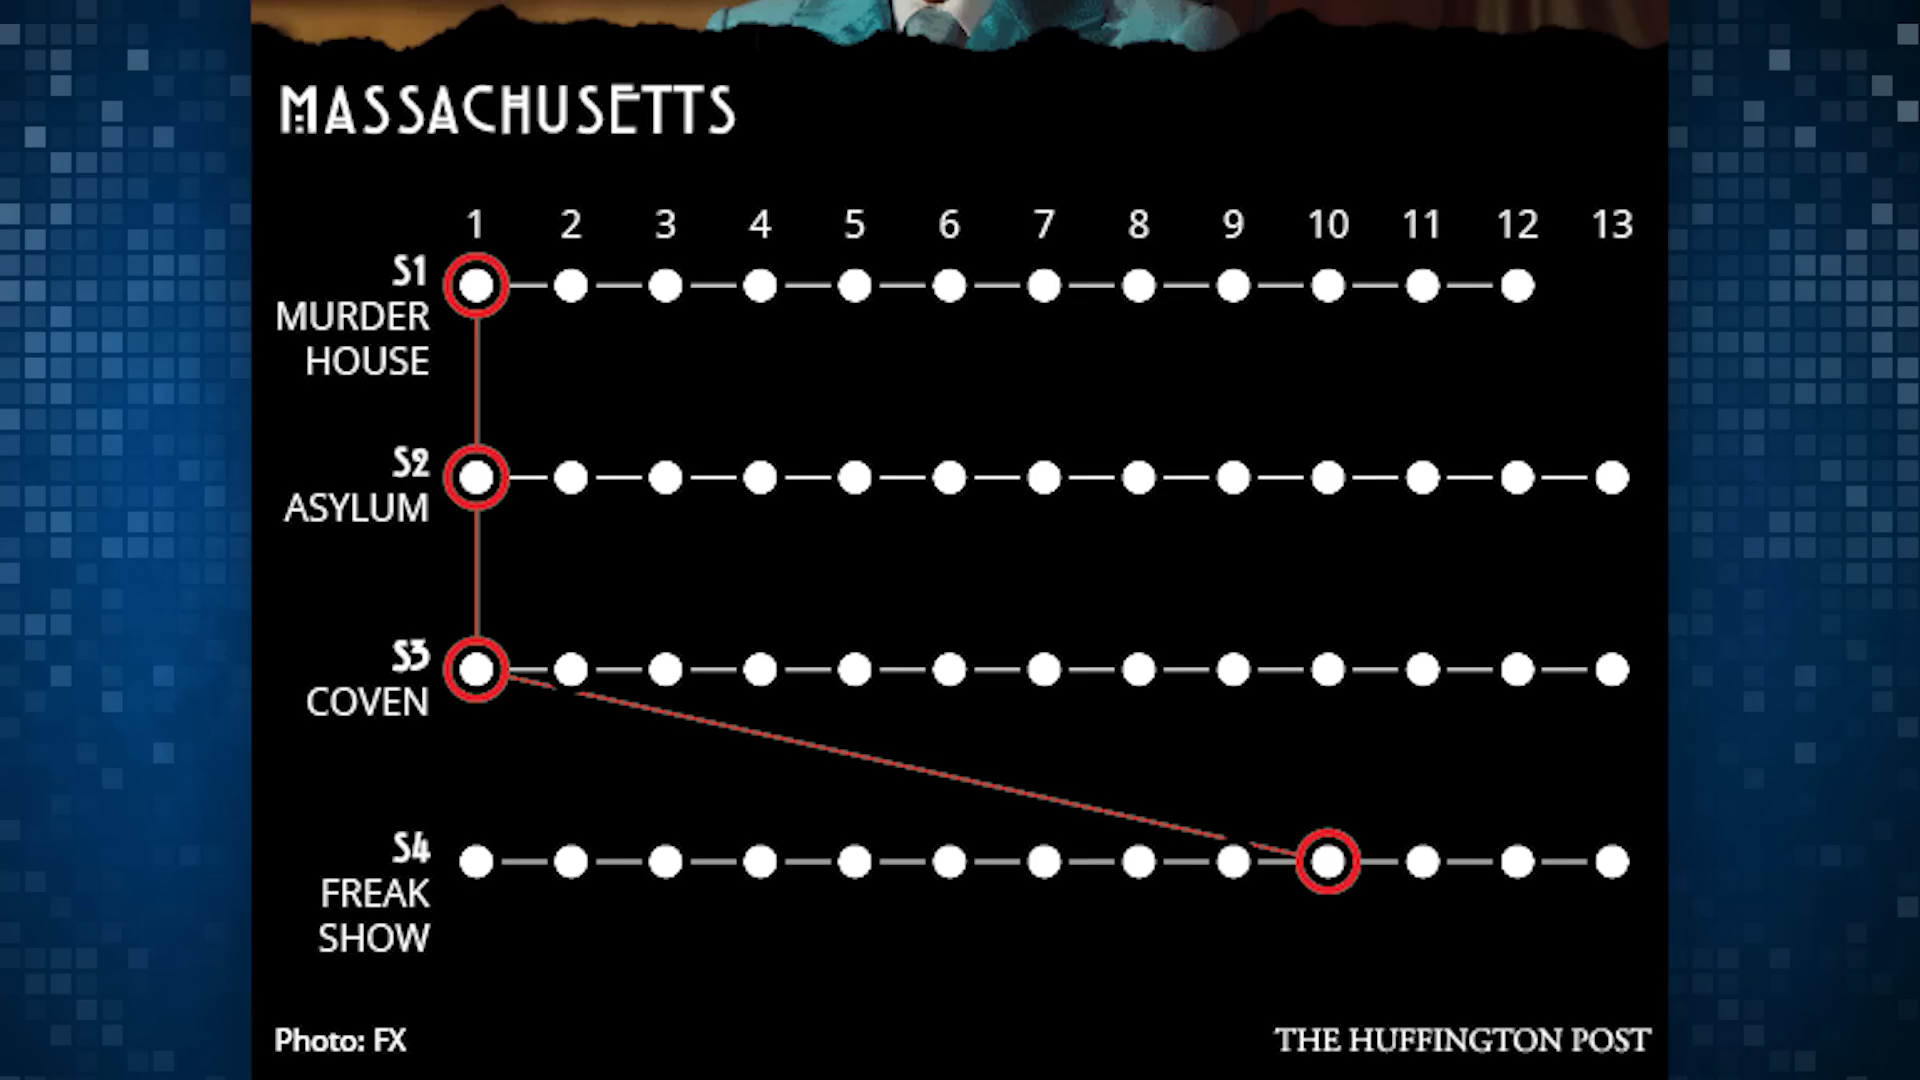 MASSACHUSETTS
1 2 3 4 5 6 7 8 9 10 11 12 13
S1
MURDER
HOUSE
S2
ASYLUM
S3
COVEN
S4
FREAK
SHOW
Photo: FX
THE HUFFINGTON POST